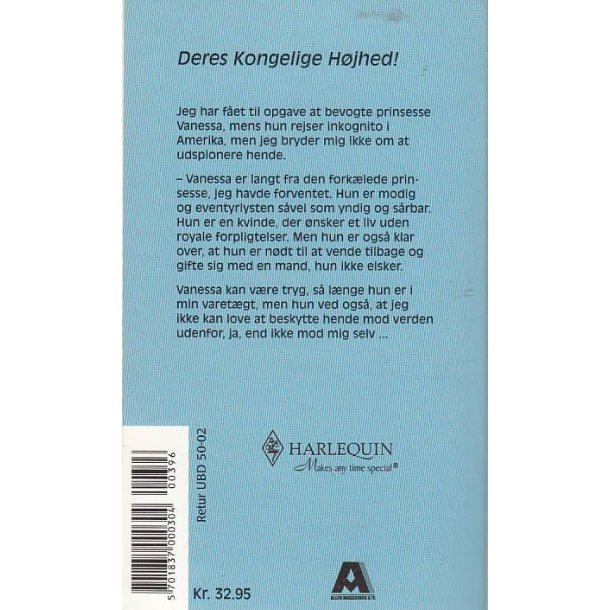 Deres Kongelige Højhed!
Jeg har fået til opgave at bevogte prinsesse
Vanessa, mens hun rejser inkognito i
Amerika, men jeg bryder mig ikke om at
udspionere hende.
– Vanessa er langt fra den forkælede prin-
sesse, jeg havde forventet. Hun er modig
og eventyrlysten såvel som yndig og sårbar.
Hun er en kvinde, der ønsker et liv uden
royale forpligtelser. Men hun er også klar
over, at hun er nødt til at vende tilbage og
gifte sig med en mand, hun ikke elsker.
Vanessa kan være tryg, så længe hun er i
min varetægt, men hun ved også, at jeg
ikke kan love at beskytte hende mod verden
udenfor, ja, end ikke mod mig selv ...
HARLEQUIN
Makes any time special®
00396
5 701837 000304
Retur UBD 50-02
Kr. 32.95
ALLER MAGASINER A/S